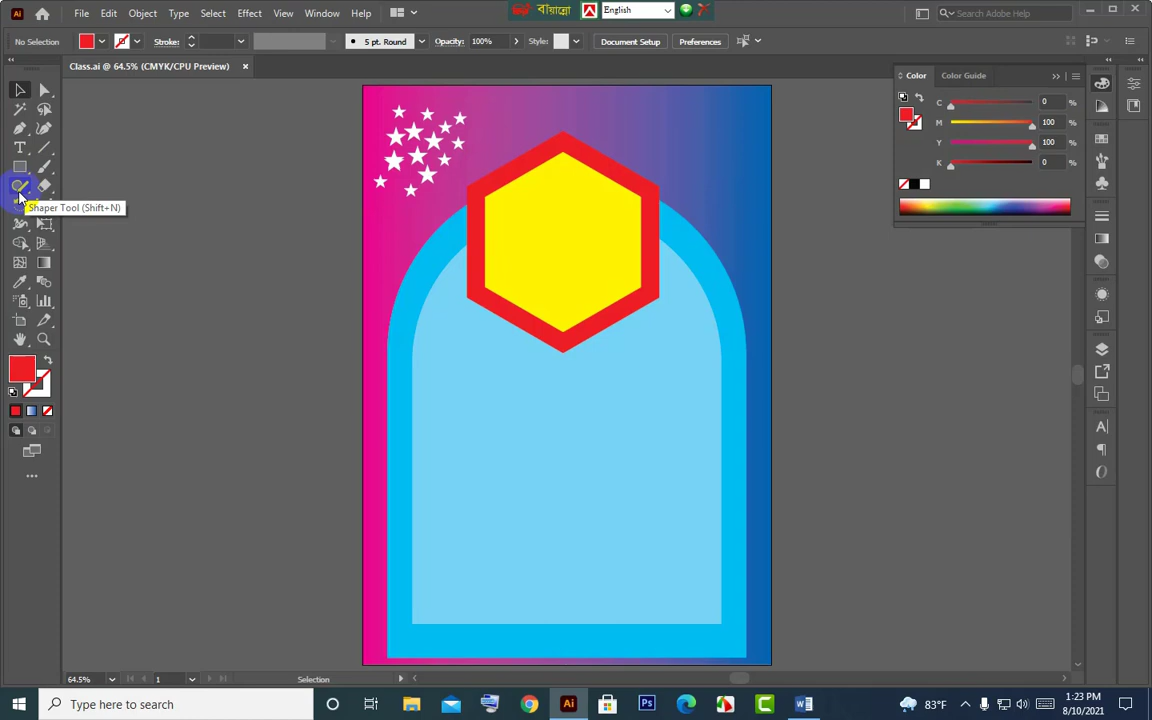 Ai File Edit Object Type Select Effect View Window Help বায়ান্নো English Search Adobe Help
No Selection Stroke: 5 pt. Round Opacity: 100% Style: Document Setup Preferences
Class.ai @ 64.5% (CMYK/CPU Preview) ×
Color Color Guide
C 0 %
M 100 %
Y 100 %
K 0 %
Shaper Tool (Shift+N)
64.5% 1 Selection
Type here to search Ai Ps 83°F 1:23 PM
8/10/2021